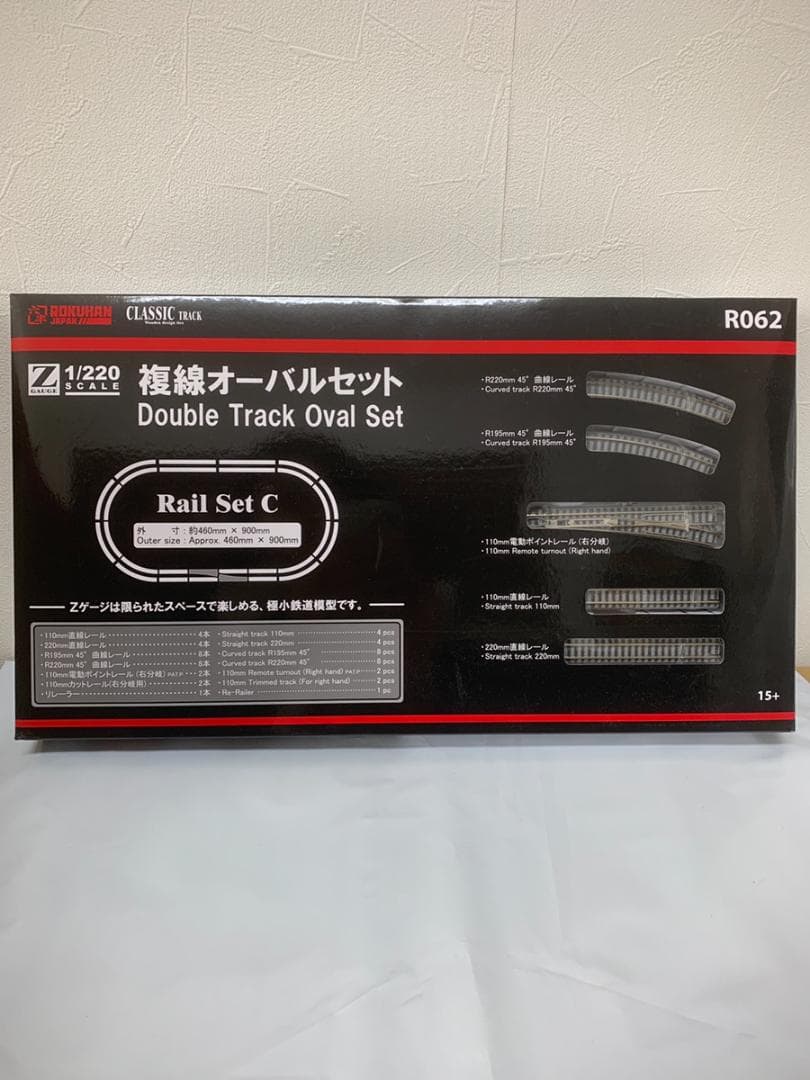 ROKUHAN
JAPAN
CLASSIC TRACK
Wooden design ties
R062
Z
GAUGE
1/220
SCALE
複線オーバルセット
Double Track Oval Set
Rail Set C
外 寸 : 約460mm × 900mm
Outer size : Approx. 460mm × 900mm
Zゲージは限られたスペースで楽しめる、極小鉄道模型です。
・110mm直線レール 4本
・220mm直線レール 4本
・R195mm 45° 曲線レール 8本
・R220mm 45° 曲線レール 8本
・110mm電動ポイントレール (右分岐) PAT.P 2本
・110mmカットレール(右分岐用) 2本
・リレーラー 1本
・Straight track 110mm 4 pcs
・Straight track 220mm 4 pcs
・Curved track R195mm 45° 8 pcs
・Curved track R220mm 45° 8 pcs
・110mm Remote turnout (Right hand) PAT.P 2 pcs
・110mm Trimmed track (For right hand) 2 pcs
・Re-Railer 1 pc
・R220mm 45° 曲線レール
・Curved track R220mm 45°
・R195mm 45° 曲線レール
・Curved track R195mm 45°
・110mm電動ポイントレール (右分岐)
・110mm Remote turnout (Right hand)
・110mm直線レール
・Straight track 110mm
・220mm直線レール
・Straight track 220mm
15+